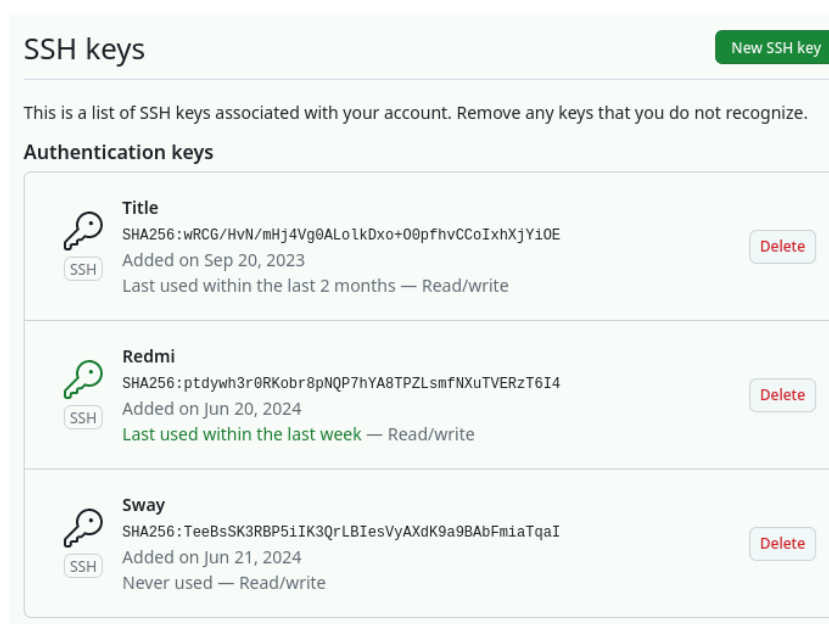 SSH keys
New SSH key
This is a list of SSH keys associated with your account. Remove any keys that you do not recognize.
Authentication keys
Title
SHA256:wRCG/HvN/mHj4Vg0ALolkDxo+O0pfhvCCoIxhXjYiOE
Added on Sep 20, 2023
Last used within the last 2 months — Read/write
SSH
Delete
Redmi
SHA256:ptdywh3r0RKobr8pNQP7hYA8TPZLsmfNXuTVERzT6I4
Added on Jun 20, 2024
Last used within the last week — Read/write
SSH
Delete
Sway
SHA256:TeeBsSK3RBP5iIK3QrLBIesVyAXdK9a9BAbFmiaTqaI
Added on Jun 21, 2024
Never used — Read/write
SSH
Delete